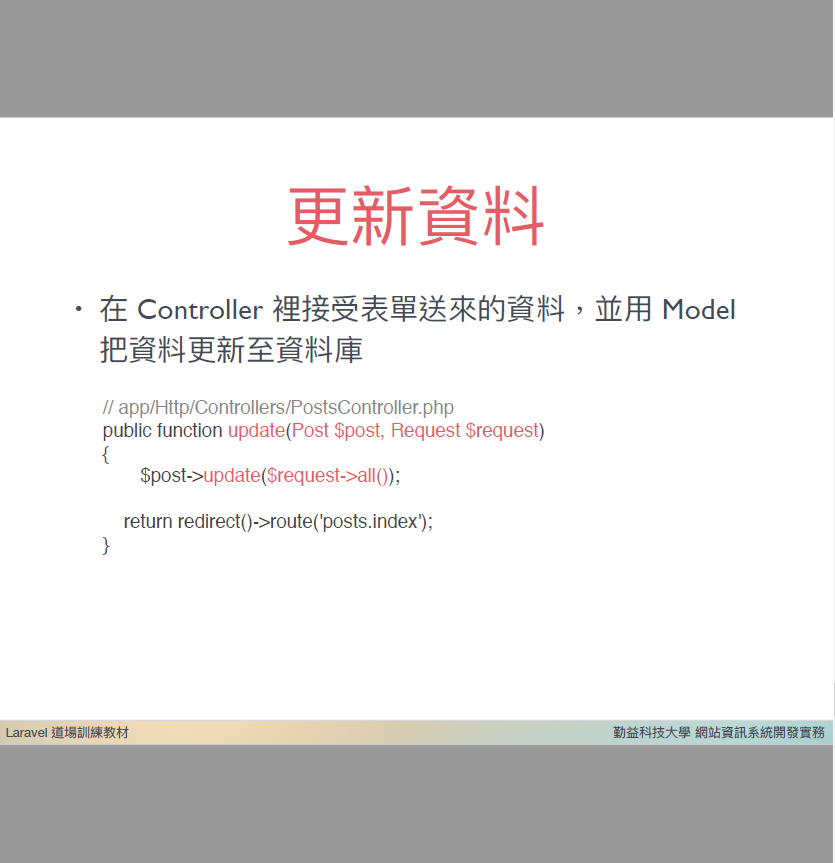 更新資料
• 在 Controller 裡接受表單送來的資料，並用 Model
把資料更新至資料庫
// app/Http/Controllers/PostsController.php
public function update(Post $post, Request $request)
{
$post->update($request->all());
return redirect()->route('posts.index');
}
Laravel 道場訓練教材
勤益科技大學 網站資訊系統開發實務